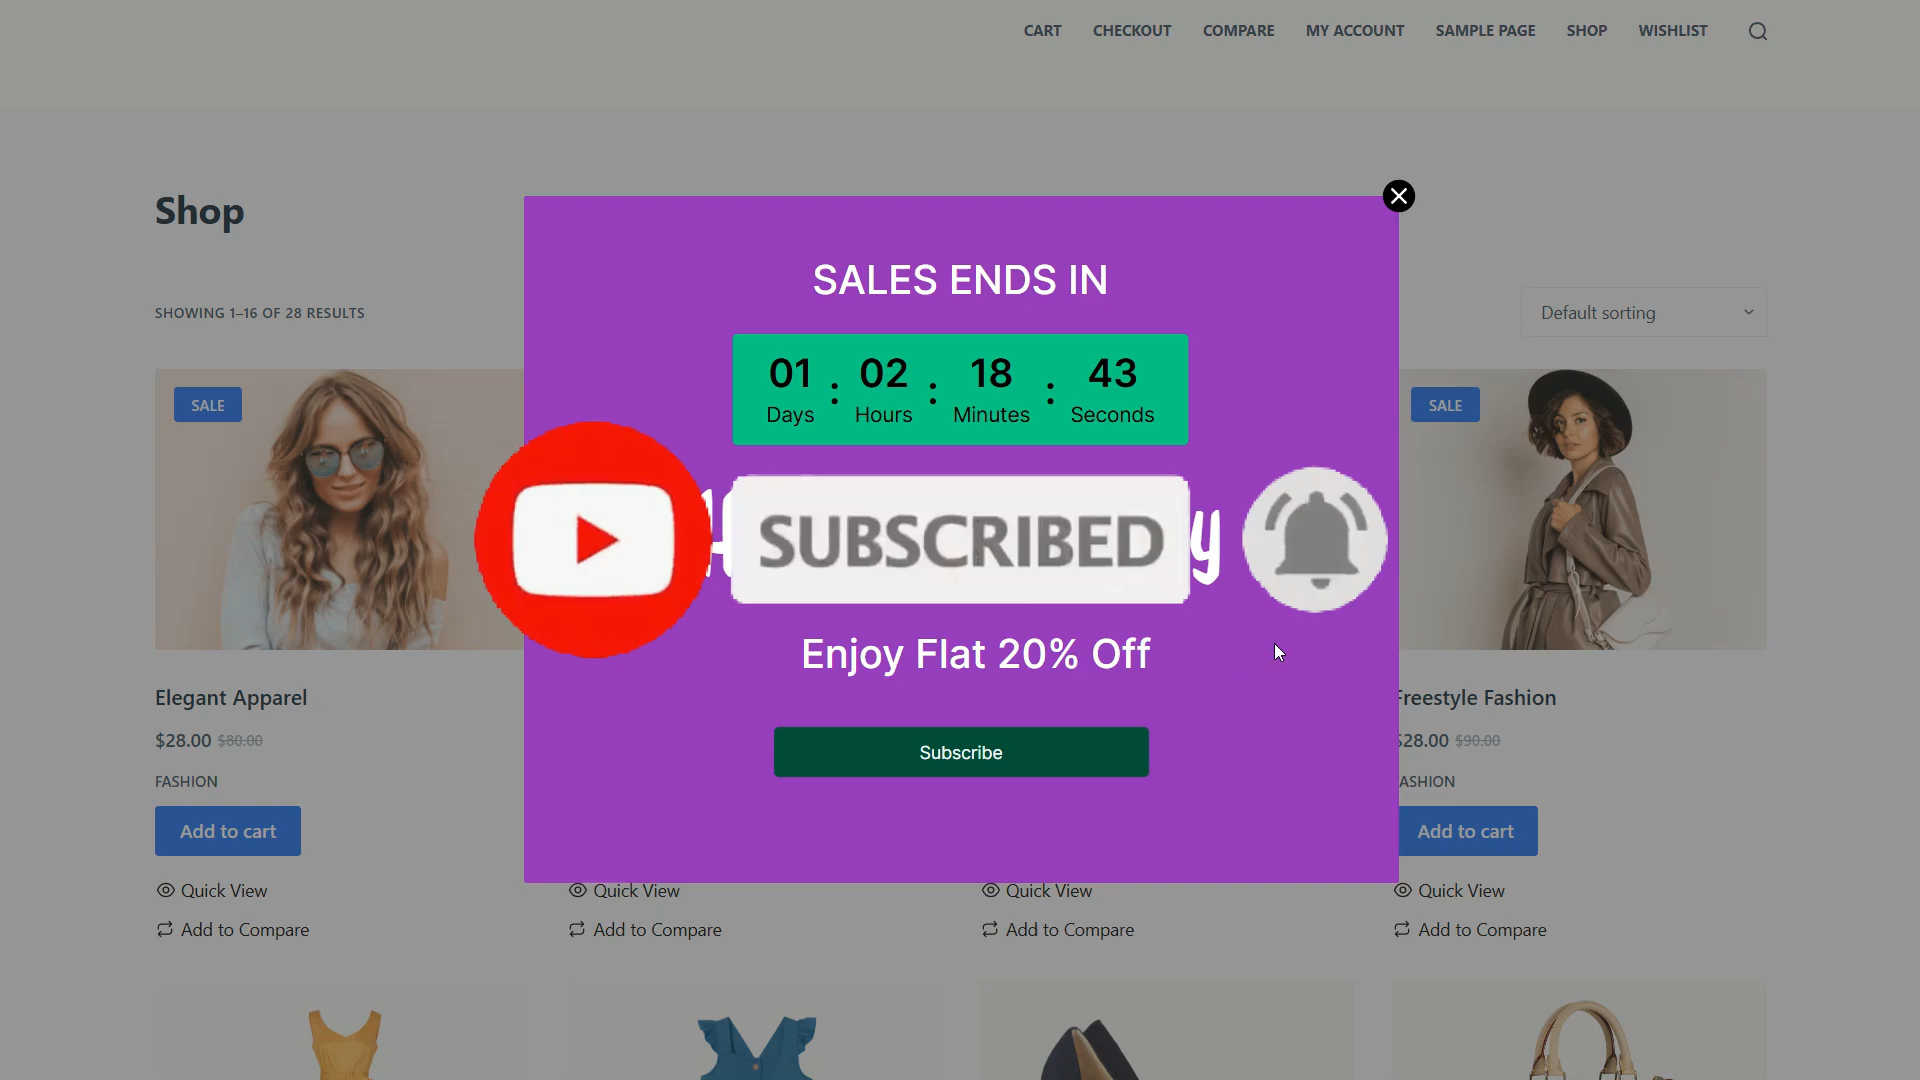 CART CHECKOUT COMPARE MY ACCOUNT SAMPLE PAGE SHOP WISHLIST
Shop
SHOWING 1–16 OF 28 RESULTS
Default sorting
SALES ENDS IN
01 : 02 : 18 : 43
Days Hours Minutes Seconds
SALE
SALE
SUBSCRIBED
Enjoy Flat 20% Off
Subscribe
Elegant Apparel
$28.00 $80.00
FASHION
Add to cart
Freestyle Fashion
$28.00 $90.00
FASHION
Add to cart
Quick View Quick View Quick View Quick View
Add to Compare Add to Compare Add to Compare Add to Compare